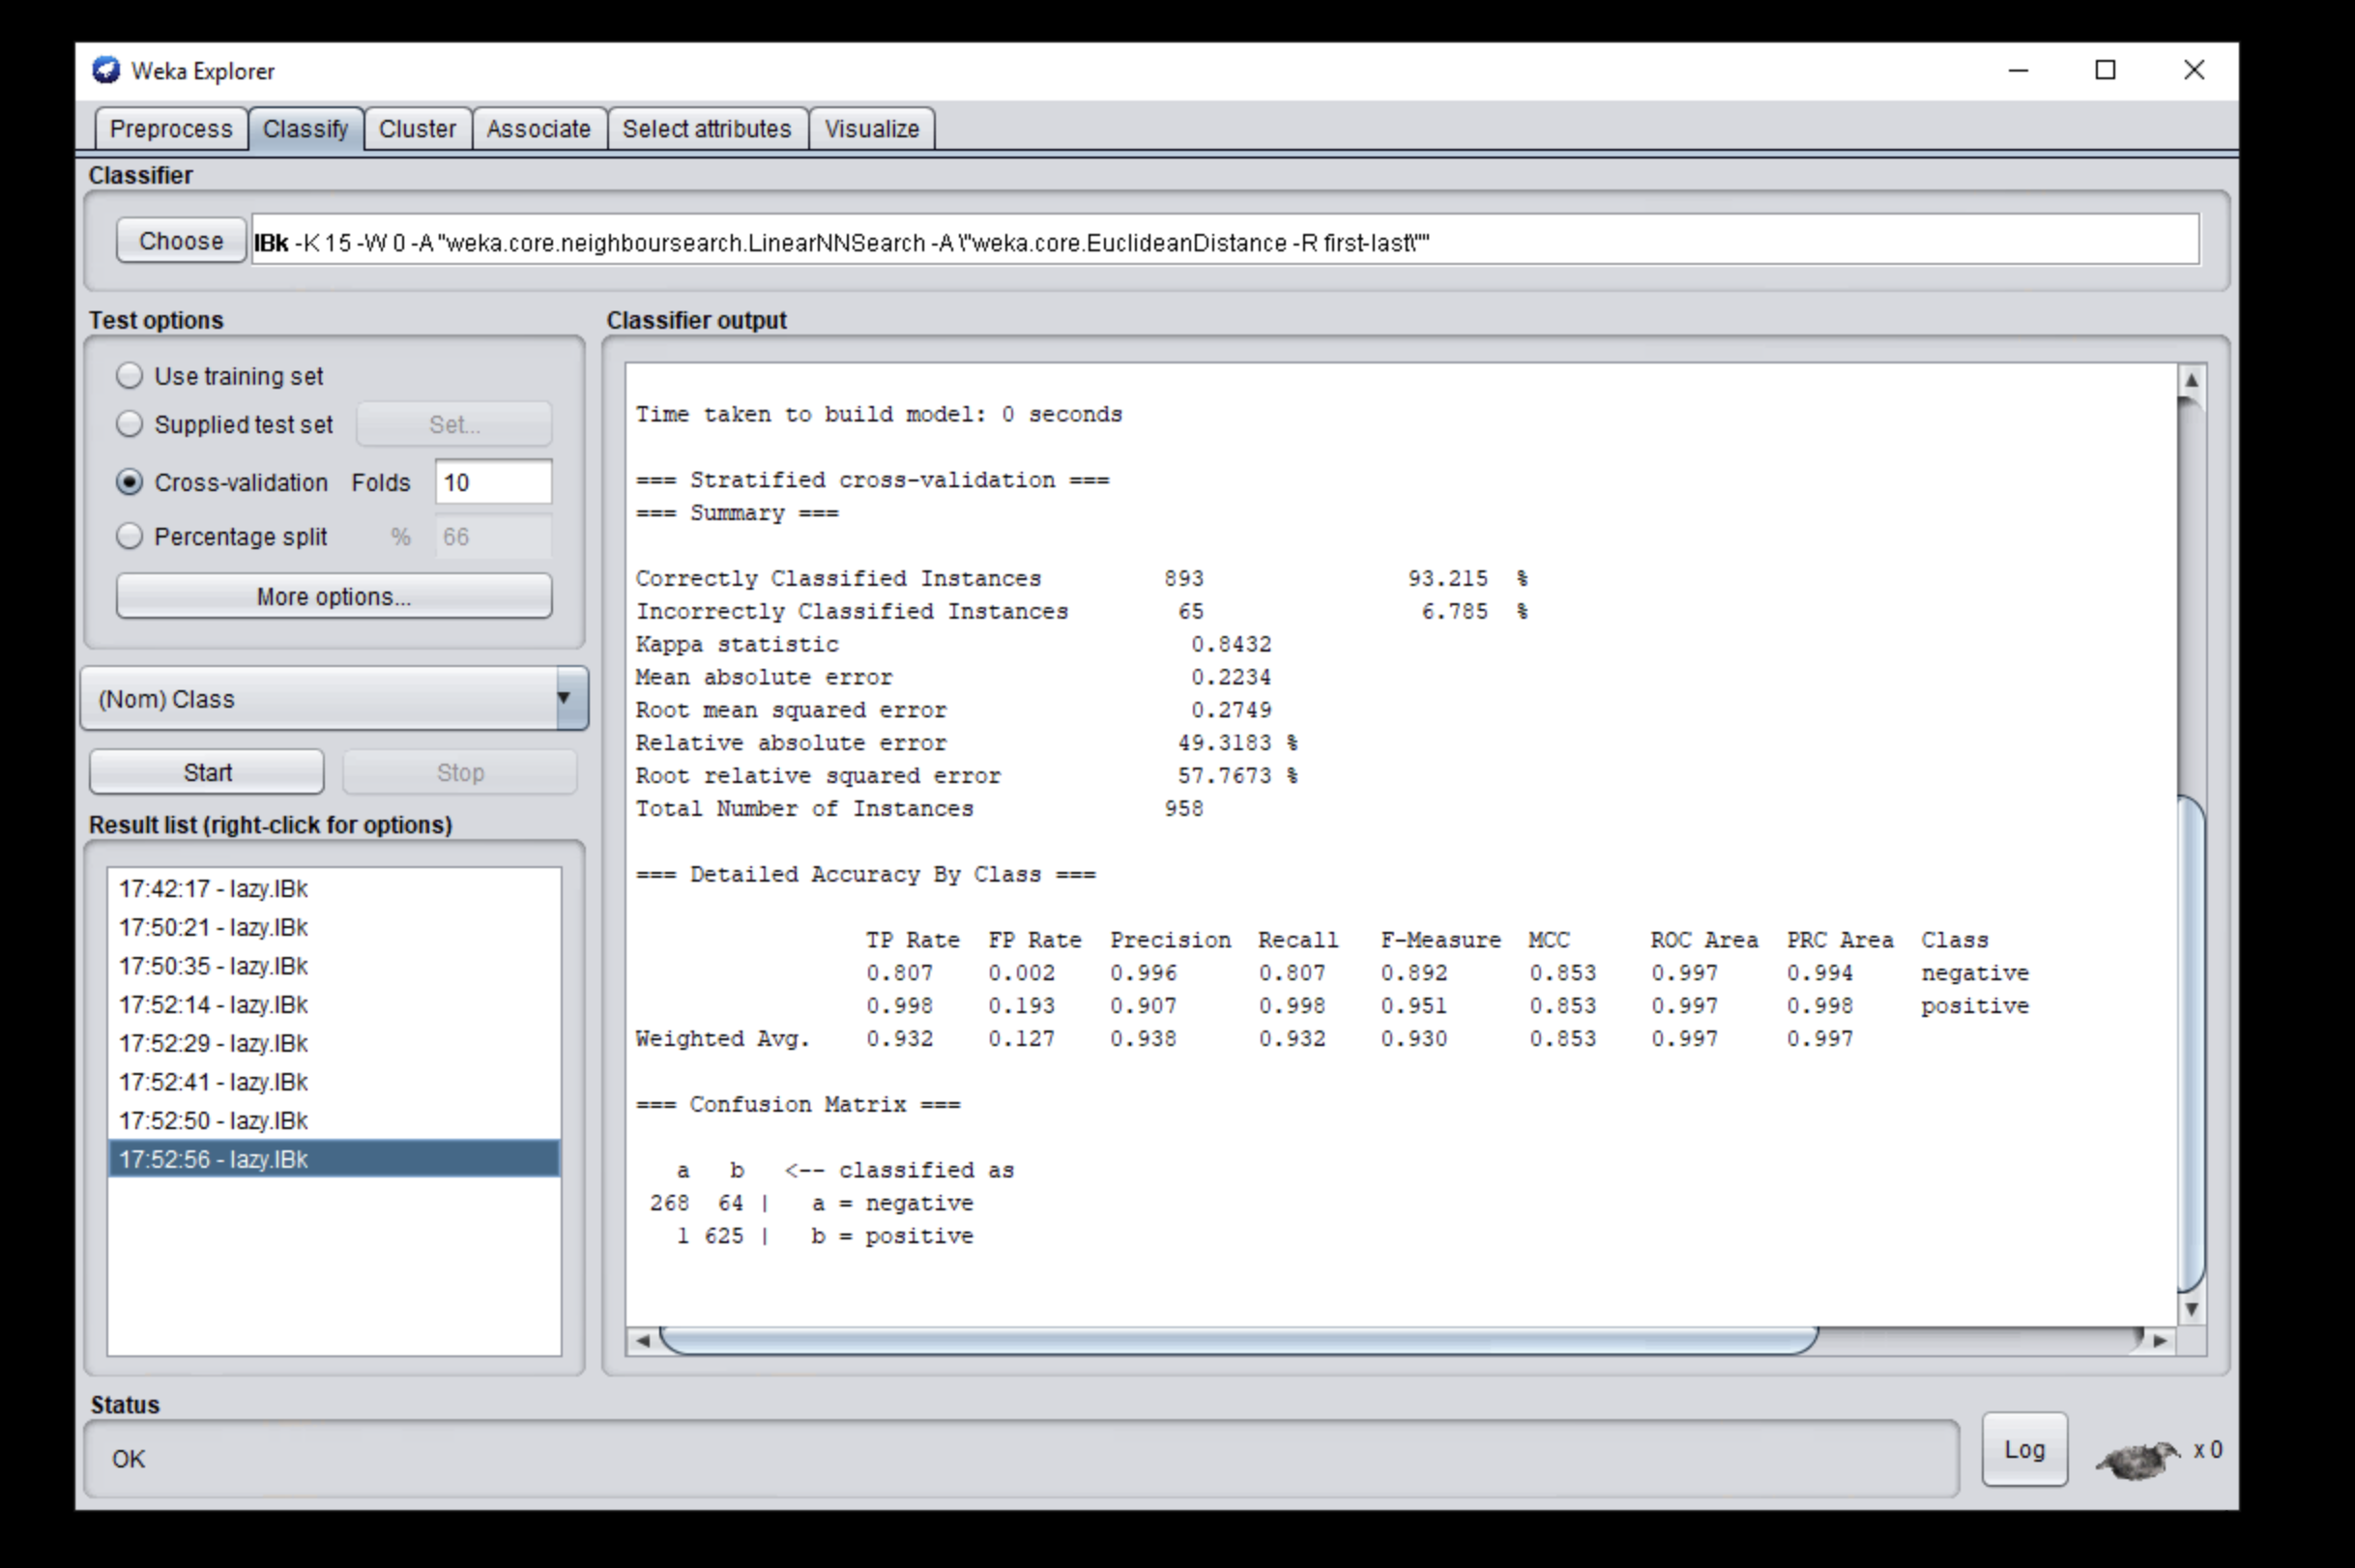 Weka Explorer
Preprocess Classify Cluster Associate Select attributes Visualize
Classifier
Choose IBk -K 15 -W 0 -A "weka.core.neighboursearch.LinearNNSearch -A \"weka.core.EuclideanDistance -R first-last\""
Test options
Use training set
Supplied test set Set...
Cross-validation Folds 10
Percentage split % 66
More options...
(Nom) Class
Start Stop
Result list (right-click for options)
17:42:17 - lazy.IBk
17:50:21 - lazy.IBk
17:50:35 - lazy.IBk
17:52:14 - lazy.IBk
17:52:29 - lazy.IBk
17:52:41 - lazy.IBk
17:52:50 - lazy.IBk
17:52:56 - lazy.IBk
Classifier output
Time taken to build model: 0 seconds
=== Stratified cross-validation ===
=== Summary ===
Correctly Classified Instances 893 93.215 %
Incorrectly Classified Instances 65 6.785 %
Kappa statistic 0.8432
Mean absolute error 0.2234
Root mean squared error 0.2749
Relative absolute error 49.3183 %
Root relative squared error 57.7673 %
Total Number of Instances 958
=== Detailed Accuracy By Class ===
TP Rate FP Rate Precision Recall F-Measure MCC ROC Area PRC Area Class
0.807 0.002 0.996 0.807 0.892 0.853 0.997 0.994 negative
0.998 0.193 0.907 0.998 0.951 0.853 0.997 0.998 positive
Weighted Avg. 0.932 0.127 0.938 0.932 0.930 0.853 0.997 0.997
=== Confusion Matrix ===
a b <-- classified as
268 64 | a = negative
1 625 | b = positive
Status
OK
Log
x 0